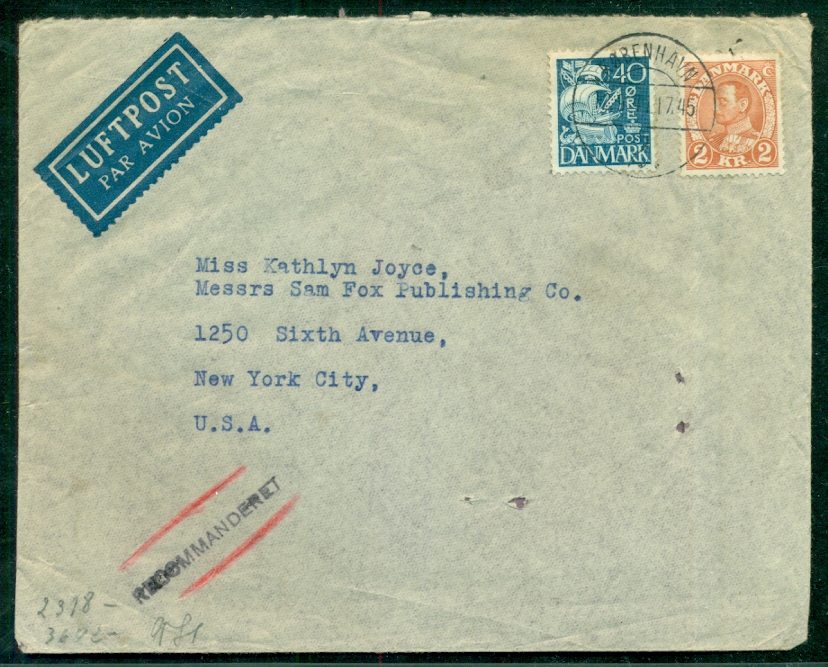 LUFTPOST
PAR AVION
40
ØRE
POST
DANMARK
KØBENHAVN
17.45
C
DANMARK
2 KR 2
Miss Kathlyn Joyce,
Messrs Sam Fox Publishing Co.
1250 Sixth Avenue,
New York City,
U.S.A.
RECOMMANDERET
2318 -